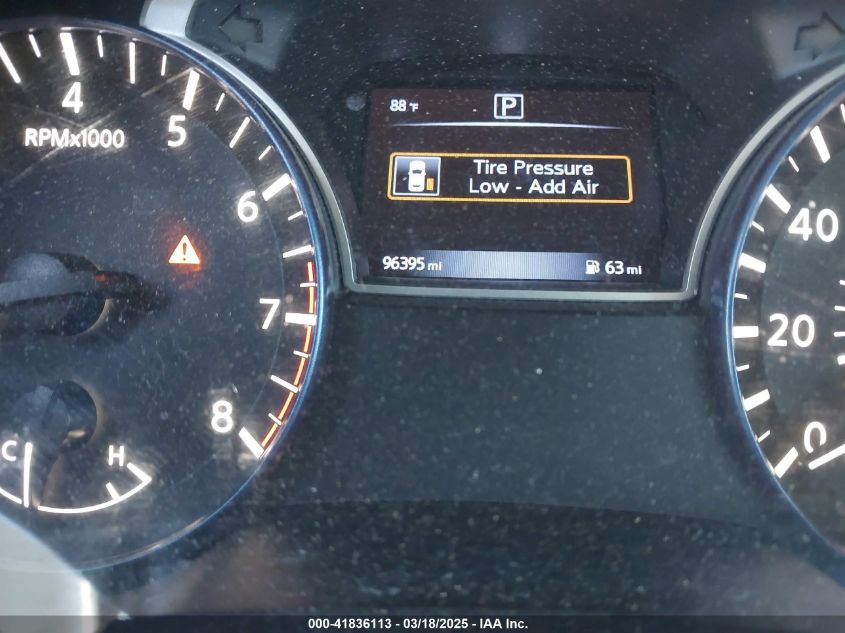 4
5
6
7
8
RPMx1000
C
H
88°F
P
Tire Pressure
Low - Add Air
96395 mi
63 mi
40
20
0
000-41836113 — 03/18/2025 — IAA Inc.